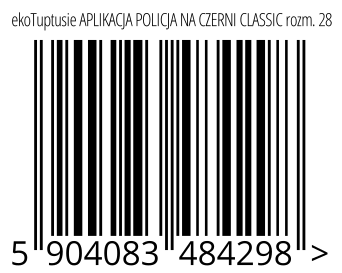 ekoTuptusie APLIKACJA POLICJA NA CZERNI CLASSIC rozm. 28
5 904083 484298 >